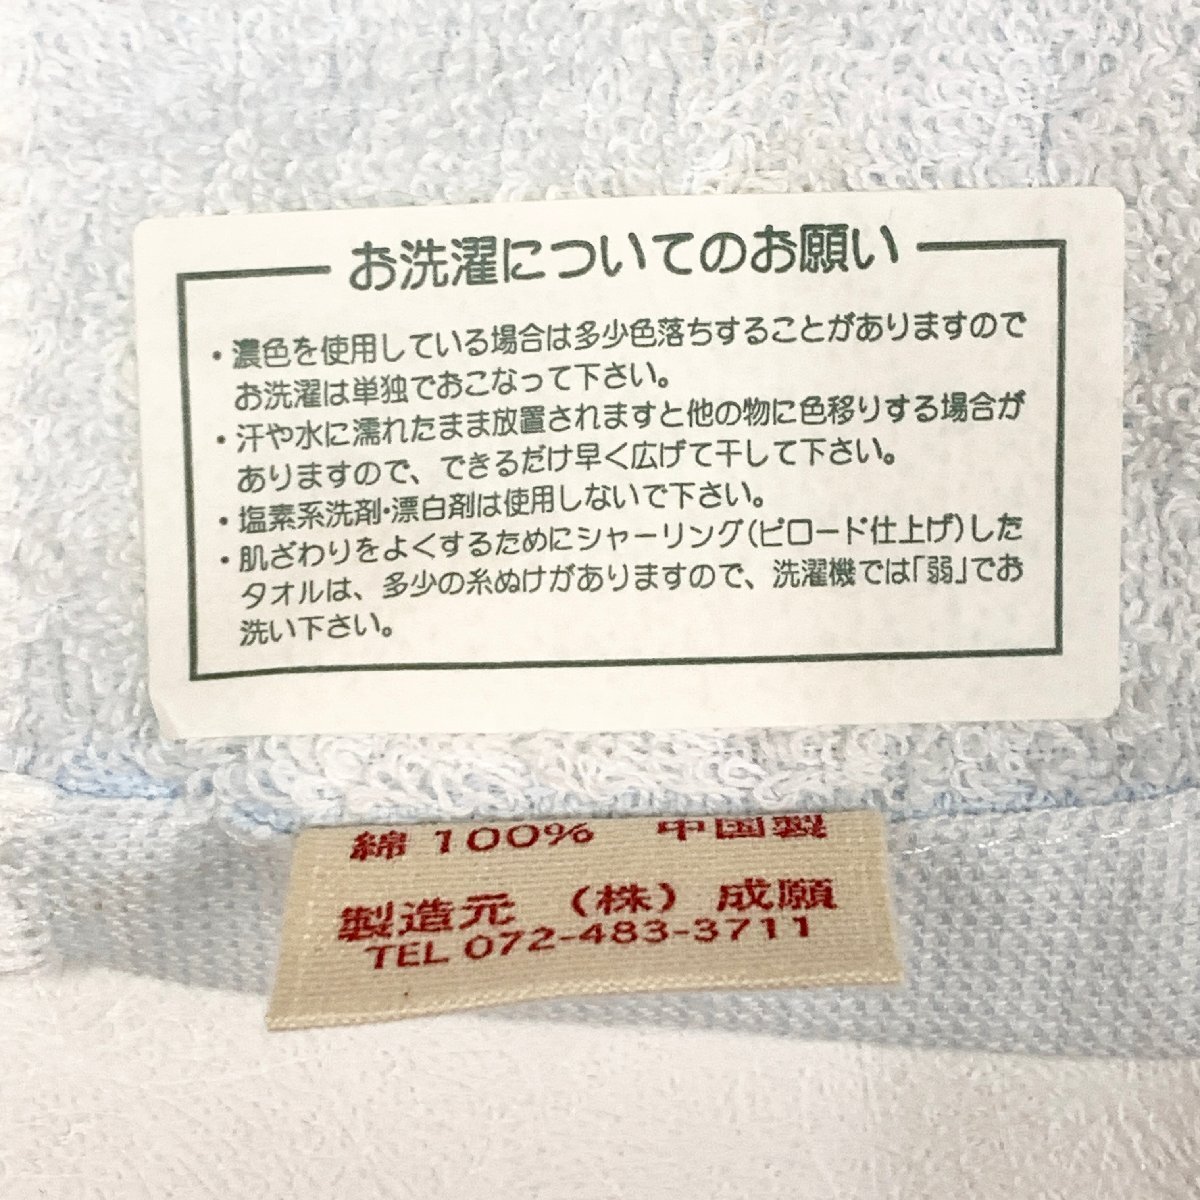 お洗濯についてのお願い
・濃色を使用している場合は多少色落ちすることがありますので
お洗濯は単独でおこなって下さい。
・汗や水に濡れたまま放置されますと他の物に色移りする場合が
ありますので、できるだけ早く広げて干して下さい。
・塩素系洗剤・漂白剤は使用しないで下さい。
・肌ざわりをよくするためにシャーリング(ビロード仕上げ)した
タオルは、多少の糸ぬけがありますので、洗濯機では「弱」でお
洗い下さい。
綿 100% 中国製
製造元 (株) 成願
TEL 072-483-3711